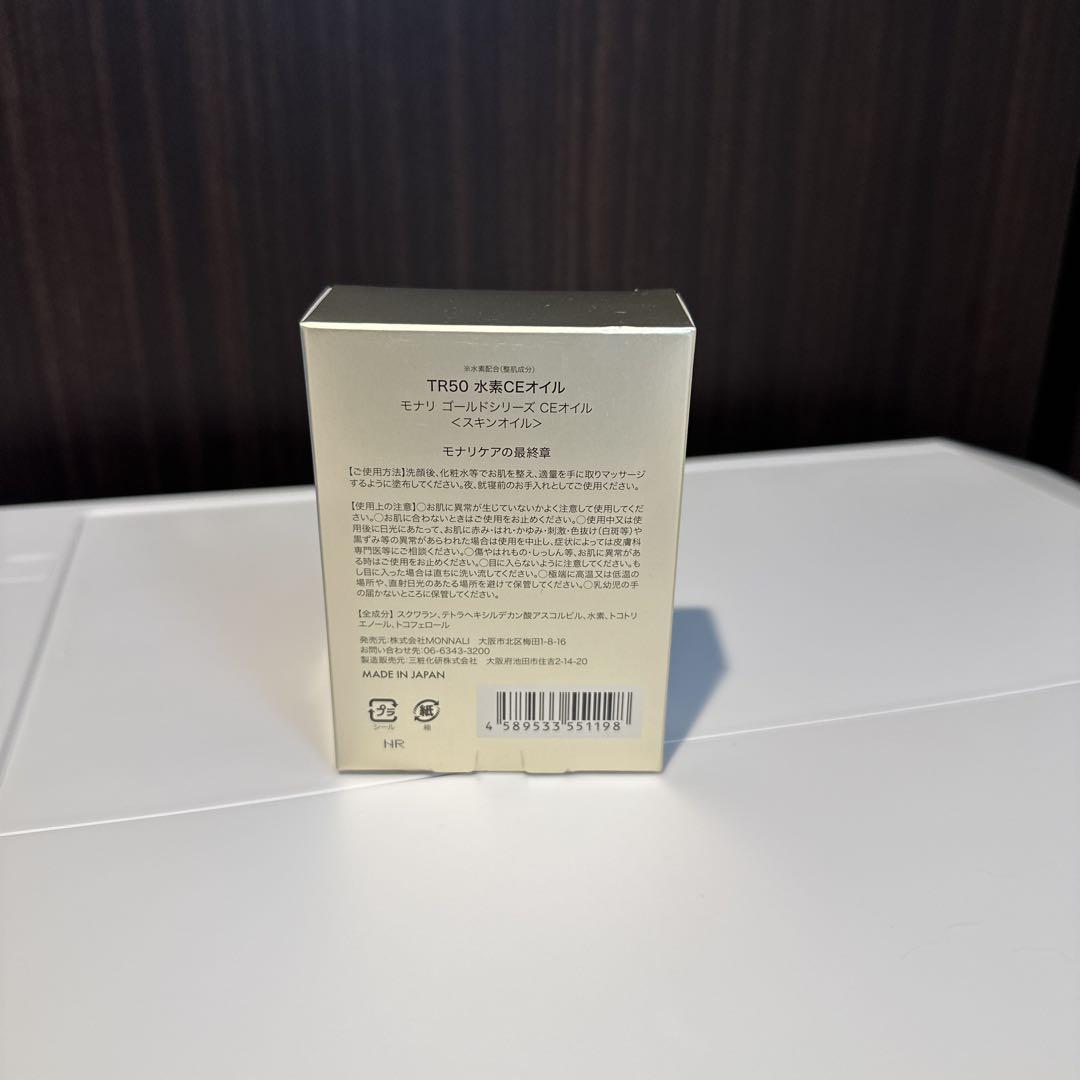 ※水素配合(整肌成分)
TR50 水素CEオイル
モナリ ゴールドシリーズ CEオイル
<スキンオイル>
モナリケアの最終章
【ご使用方法】洗顔後、化粧水等でお肌を整え、適量を手に取りマッサージ
するように塗布してください。夜、就寝前のお手入れとしてご使用ください。
【使用上の注意】○お肌に異常が生じていないかよく注意して使用してくだ
さい。○お肌に合わないときはご使用をお止めください。○使用中又は使
用後に日光にあたって、お肌に赤み・はれ・かゆみ・刺激・色抜け(白斑等)や
黒ずみ等の異常があらわれた場合は使用を中止し、症状によっては皮膚科
専門医等にご相談ください。○傷やはれもの・しっしん等、お肌に異常があ
る時はご使用をお止めください。○目に入らないように注意してください。も
し目に入った場合は直ちに洗い流してください。○極端に高温又は低温の
場所や、直射日光のあたる場所を避けて保管してください。○乳幼児の手
の届かないところに保管してください。
【全成分】スクワラン、テトラヘキシルデカン酸アスコルビル、水素、トコトリ
エノール、トコフェロール
発売元:株式会社MONNALI 大阪市北区梅田1-8-16
お問い合わせ先:06-6343-3200
製造販売元:三粧化研株式会社 大阪府池田市住吉2-14-20
MADE IN JAPAN
プラ 紙
シール 箱
4 589533 551198
NR